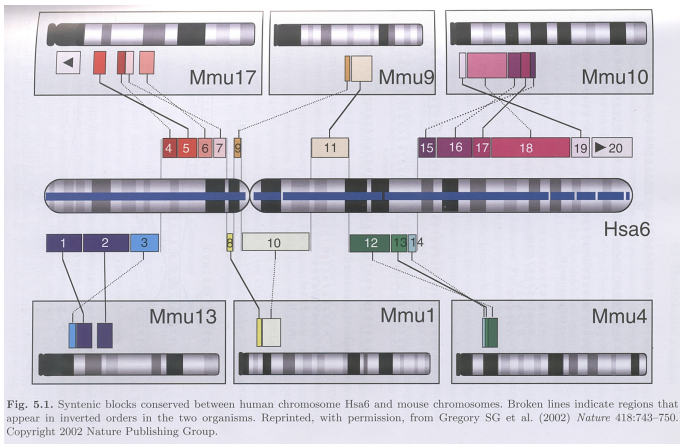 Mmu17
Mmu9
Mmu10
4 5 6 7 9 11 15 16 17 18 19 20
Hsa6
1 2 3 8 10 12 13 14
Mmu13
Mmu1
Mmu4
Fig. 5.1. Syntenic blocks conserved between human chromosome Hsa6 and mouse chromosomes. Broken lines indicate regions that
appear in inverted orders in the two organisms. Reprinted, with permission, from Gregory SG et al. (2002) Nature 418:743–750.
Copyright 2002 Nature Publishing Group.